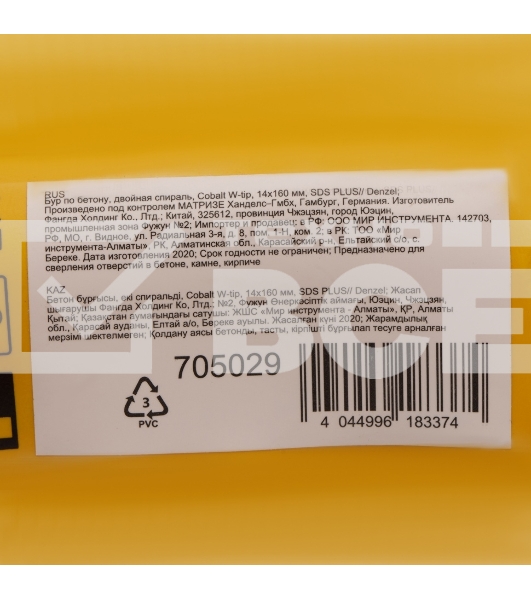 RUS
Бур по бетону, двойная спираль, Cobalt W-tip, 14x160 мм, SDS PLUS// Denzel;
Произведено под контролем МАТРИЗЕ Ханделс-Гмбх, Гамбург, Германия. Изготовитель
Фангда Холдинг Ко., Лтд.; Китай, 325612, провинция Чжэцзян, город Юэцин,
промышленная зона Фужун №2; Импортер и продавец: в РФ: ООО МИР ИНСТРУМЕНТА, 142703,
РФ, МО, г. Видное, ул. Радиальная 3-я, д. 8, пом. 1-Н, ком. 2; в РК: ТОО «Мир
инструмента-Алматы», РК, Алматинская обл., Карасайский р-н, Ельтайский с/о, с.
Береке. Дата изготовления 2020; Срок годности не ограничен; Предназначено для
сверления отверстий в бетоне, камне, кирпиче
KAZ
Бетон бұрғысы, екі спиральді, Cobalt W-tip, 14x160 мм, SDS PLUS// Denzel; Жасап
шығарушы Фангда Холдинг Ко, Лтд.; №2, Фужун Өнеркәсіптік аймағы, Юэцин, Чжэцзян,
Қытай; Қазақстан аумағындағы сатушы: ЖШС «Мир инструмента - Алматы», ҚР, Алматы
обл., Карасай ауданы, Елтай а/о, Береке ауылы. Жасалған күні 2020; Жарамдылық
мерзімі шектелмеген; Қолдану аясы бетонды, тасты, кірпішті бұрғылап тесуге арналған
705029
3
PVC
4 044996 183374
ВСЕ